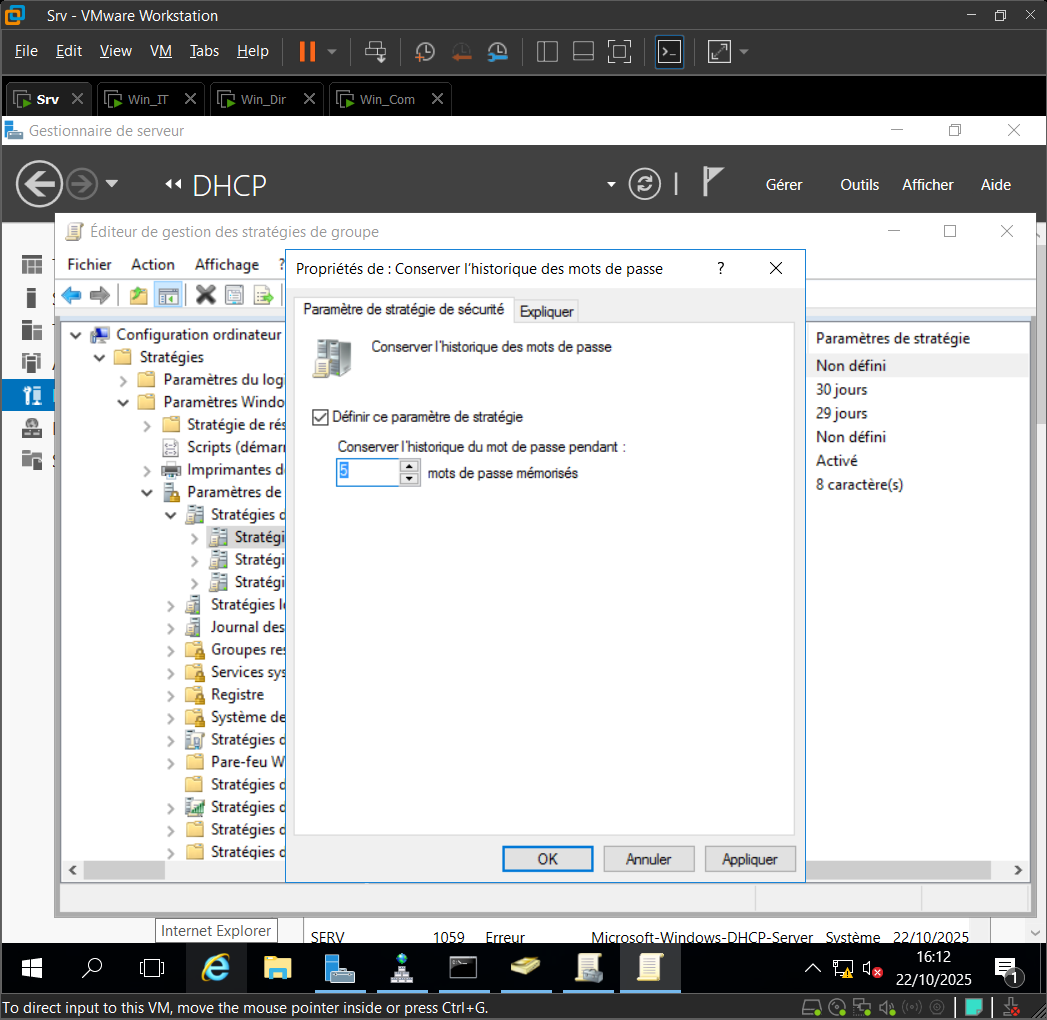 Srv - VMware Workstation
File Edit View VM Tabs Help
Srv Win_IT Win_Dir Win_Com
Gestionnaire de serveur
DHCP
Gérer Outils Afficher Aide
Éditeur de gestion des stratégies de groupe
Fichier Action Affichage ?
Propriétés de : Conserver l'historique des mots de passe ?
Paramètre de stratégie de sécurité Expliquer
Conserver l'historique des mots de passe
Définir ce paramètre de stratégie
Conserver l'historique du mot de passe pendant :
5 mots de passe mémorisés
OK Annuler Appliquer
Configuration ordinateur
Stratégies
Paramètres du logi
Paramètres Windo
Stratégie de rés
Scripts (démarr
Imprimantes d
Paramètres de
Stratégies d
Stratégi
Stratégi
Stratégi
Stratégies l
Journal des
Groupes res
Services sys
Registre
Système de
Stratégies d
Pare-feu W
Stratégies d
Stratégies d
Stratégies d
Stratégies d
Paramètres de stratégie
Non défini
30 jours
29 jours
Non défini
Activé
8 caractère(s)
Internet Explorer
SERV 1059 Erreur Microsoft-Windows-DHCP-Server Système 22/10/2025
16:12
22/10/2025
1
To direct input to this VM, move the mouse pointer inside or press Ctrl+G.